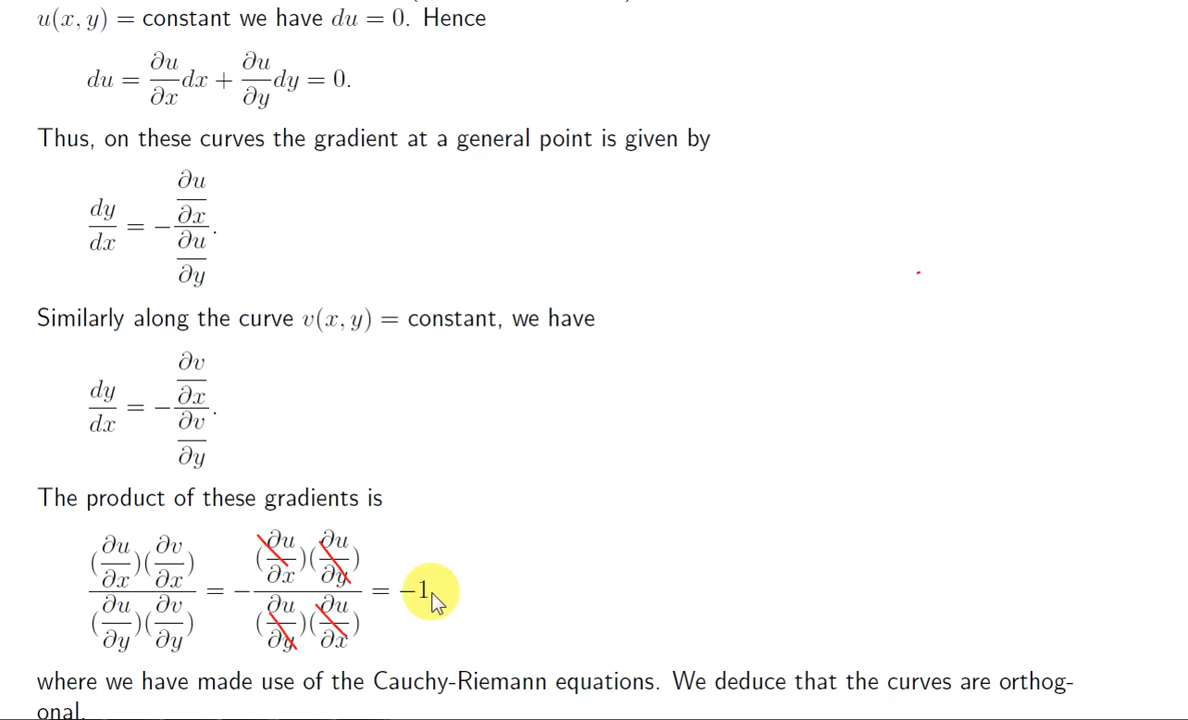 u(x, y) = constant we have du = 0. Hence
du = ∂u/∂x dx + ∂u/∂y dy = 0.
Thus, on these curves the gradient at a general point is given by
dy/dx = − (∂u/∂x)/(∂u/∂y).
Similarly along the curve v(x, y) = constant, we have
dy/dx = − (∂v/∂x)/(∂v/∂y).
The product of these gradients is
((∂u/∂x)(∂v/∂x))/((∂u/∂y)(∂v/∂y)) = − ((∂u/∂x)(∂u/∂y))/((∂u/∂y)(∂u/∂x)) = −1,
where we have made use of the Cauchy-Riemann equations. We deduce that the curves are orthog-
onal.